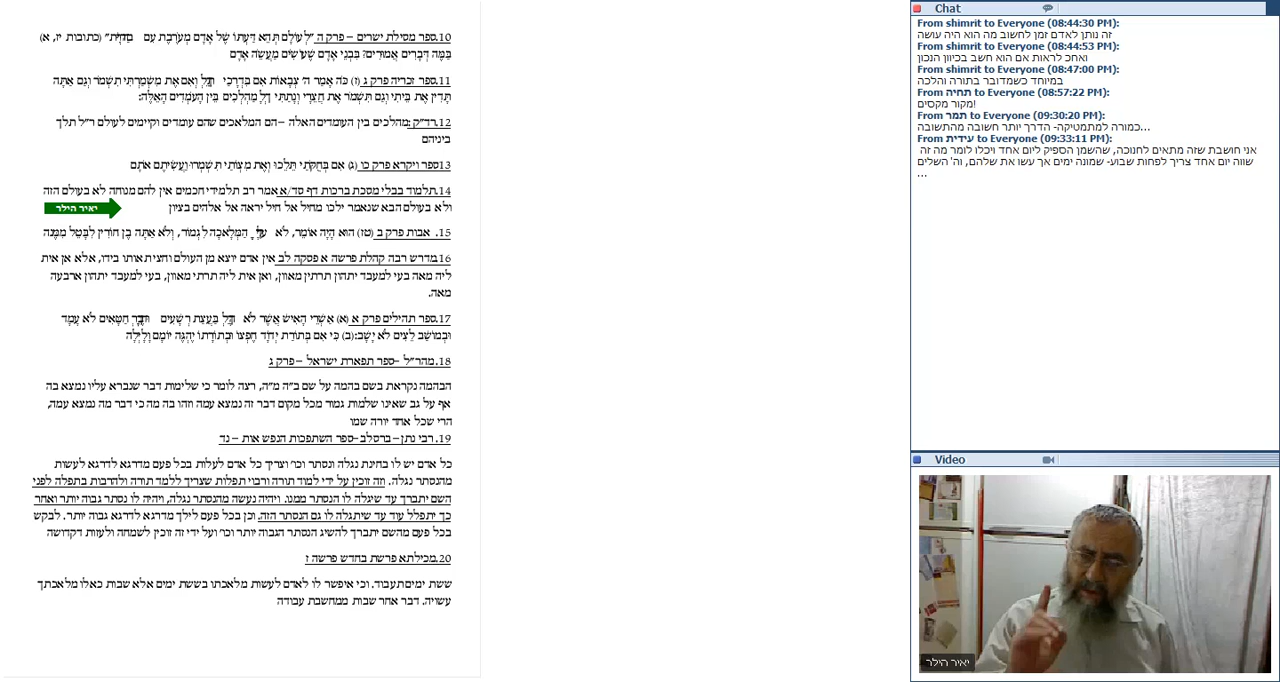 10.ספר מסילת ישרים – פרק ה "לְעוֹלָם תְּהֵא דַּעְתּוֹ שֶׁל אָדָם מְעֹרֶבֶת עִם הַבְּרִיּוֹת" (כתובות יז, א)
בַּמֶּה דְּבָרִים אֲמוּרִים? בִּבְנֵי אָדָם שֶׁעוֹשִׂים מַעֲשֵׂה אָדָם
11.ספר זכריה פרק ג (ז) כֹּה אָמַר ה' צְבָאוֹת אִם בִּדְרָכַי תֵּלֵךְ וְאִם אֶת מִשְׁמַרְתִּי תִשְׁמֹר וְגַם אַתָּה
תָּדִין אֶת בֵּיתִי וְגַם תִּשְׁמֹר אֶת חֲצֵרָי וְנָתַתִּי לְךָ מַהְלְכִים בֵּין הָעֹמְדִים הָאֵלֶּה:
12.רד"ק:מהלכים בין העומדים האלה –הם המלאכים שהם עומדים וקיימים לעולם ר"ל תלך
ביניהם
13ספר ויקרא פרק כו (ג) אִם בְּחֻקֹּתַי תֵּלֵכוּ וְאֶת מִצְוֹתַי תִּשְׁמְרוּ וַעֲשִׂיתֶם אֹתָם
14.תלמוד בבלי מסכת ברכות דף סד/א אמר רב תלמידי חכמים אין להם מנוחה לא בעולם הזה
ולא בעולם הבא שנאמר ילכו מחיל אל חיל יראה אל אלהים בציון
יאיר הילר
15. אבות פרק ב (טז) הוּא הָיָה אוֹמֵר, לֹא עָלֶיךָ הַמְּלָאכָה לִגְמוֹר, וְלֹא אַתָּה בֶן חוֹרִין לִבָּטֵל מִמֶּנָּה
16מדרש רבה קהלת פרשה א פסקה לב אין אדם יוצא מן העולם וחצית אותו בידו, אלא אן אית
ליה מאה בעי למעבד יתהון תרתין מאוון, ואן אית ליה תרתי מאוון, בעי למעבד יתהון ארבעה
מאה.
17.ספר תהילים פרק א (א) אַשְׁרֵי הָאִישׁ אֲשֶׁר לֹא הָלַךְ בַּעֲצַת רְשָׁעִים וּבְדֶרֶךְ חַטָּאִים לֹא עָמָד
וּבְמוֹשַׁב לֵצִים לֹא יָשָׁב:(ב) כִּי אִם בְּתוֹרַת יְהֹוָה חֶפְצוֹ וּבְתוֹרָתוֹ יֶהְגֶּה יוֹמָם וָלָיְלָה
18.מהר"ל –ספר תפארת ישראל –פרק ג
הבהמה נקראת בשם בהמה על שם ב"ה מ"ה, רצה לומר כי שלימות דבר שנברא עליו נמצא בה
אף על גב שאינו שלמות גמור מכל מקום דבר זה נמצא עמה וזהו בה מה כי דבר מה נמצא עמה,
הרי שכל אחד יורה שמו
19.רבי נתן–ברסלב–ספר השתפכות הנפש אות –נד
כל אדם יש לו בחינת נגלה ונסתר וכו' וצריך כל אדם לעלות בכל פעם מדרגא לדרגא לעשות
מהנסתר נגלה. וזה זוכין על ידי למוד תורה ורבוי תפלות שצריך ללמד תורה ולהרבות בתפלה לפני
השם יתברך עד שיגלה לו הנסתר ממנו. ויהיה נעשה מהנסתר נגלה, ויהיה לו נסתר גבוה יותר ואחר
כך יתפלל עוד עד שיתגלה לו גם הנסתר הזה. וכן בכל פעם לילך מדרגא לדרגא גבוה יותר. לבקש
בכל פעם מהשם יתברך להשיג הנסתר הגבוה יותר וכו' ועל ידי זה זוכין לשמחה ולעזות דקדושה
20.מכילתא פרשת בחדש פרשה ז
ששת ימים תעבוד. וכי איפשר לו לאדם לעשות מלאכתו בששת ימים אלא שבות כאלו מלאכתך
עשויה. דבר אחר שבות ממחשבת עבודה
Chat
From shimrit to Everyone (08:44:30 PM):
זה נותן לאדם זמן לחשוב מה הוא היה עושה
From shimrit to Everyone (08:44:53 PM):
ואחכ לראות אם הוא חשב בכיוון הנכון
From shimrit to Everyone (08:47:00 PM):
במיוחד כשמדובר בתורה והלכה
From תחיה to Everyone (08:57:22 PM):
מקור מקסים!
From תמר to Everyone (09:30:20 PM):
כמורה למתמטיקה- הדרך יותר חשובה מהתשובה...
From עידית to Everyone (09:33:11 PM):
אני חושבת שזה מתאים לחנוכה, שהשמן הספיק ליום אחד ויכלו לומר מה זה
שווה יום אחד צריך לפחות שבוע- שמונה ימים אך עשו את שלהם, וה' השלים
...
Video
יאיר הילר